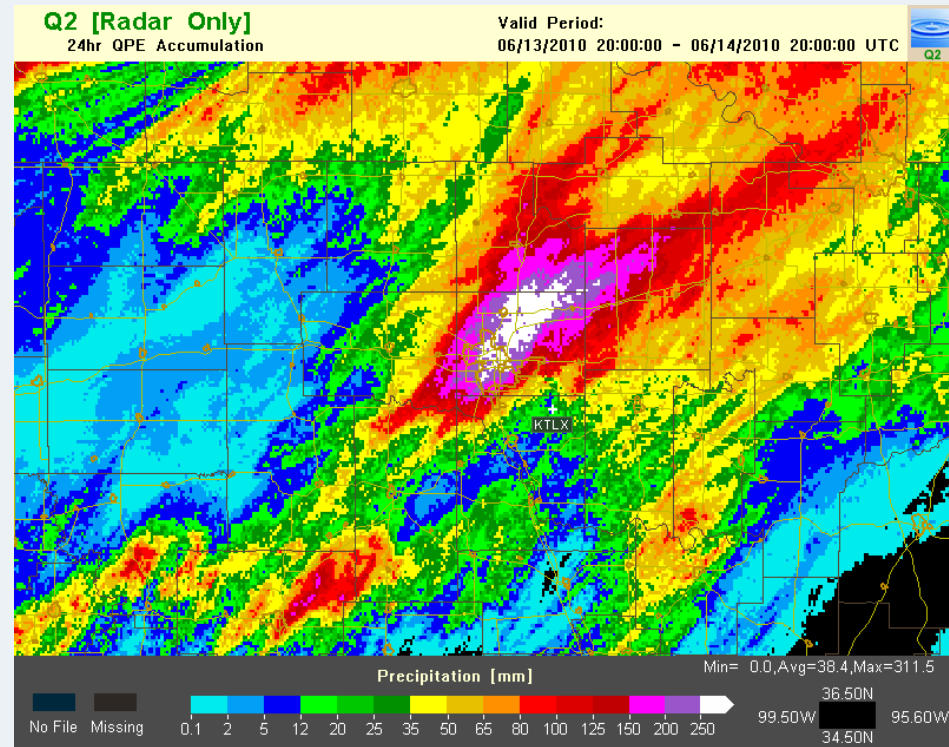 Q2 [Radar Only]
24hr QPE Accumulation
Valid Period:
06/13/2010 20:00:00 - 06/14/2010 20:00:00 UTC
Q2
KTLX
Precipitation [mm]
Min= 0.0,Avg=38.4,Max=311.5
No File
Missing
0.1 2 5 12 20 25 35 50 65 80 100 125 150 200 250
36.50N
99.50W
95.60W
34.50N